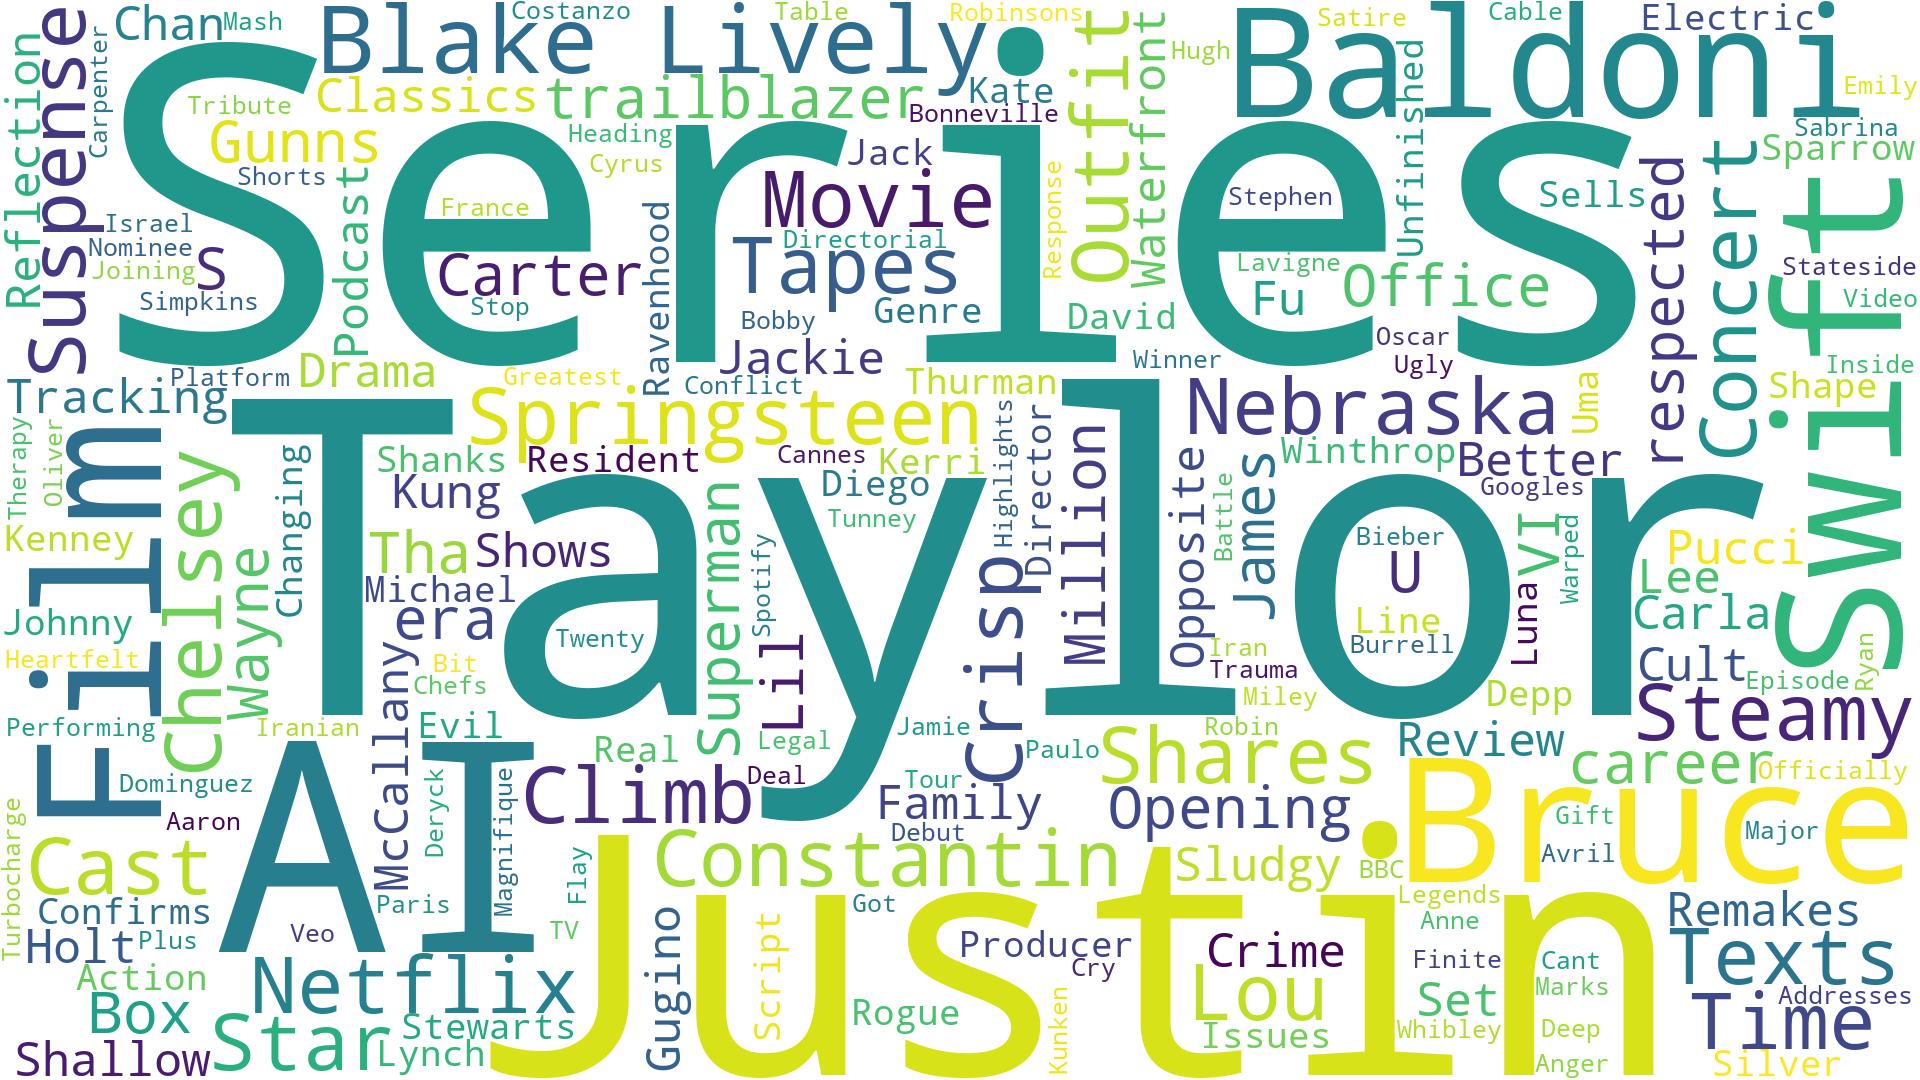 Chan
Mash
Blake Lively
Costanzo
Table
Robinsons
Satire
Cable
Electric
Baldoni
Reflection
Suspense
Carpenter
Tribute
Classics
trailblazer
Kate
Outfit
Waterfront
Hugh
Unfinished
Emily
Gunns
Heading
Bonneville
Sabrina
Sparrow
Shorts
Cyrus
Jack
Response
Series
Stephen
Sells
respected
Concert
Swift
Israel
France
Movie
Nominee
Podcast
Ravenhood
Directorial
Joining
S
Carter
Tapes
Lavigne
Office
Stateside
Simpkins
Stop
Genre
Fu
Video
Bobby
David
Oscar
Jackie
Winner
Ugly
Inside
Platform
Drama
Greatest
Conflict
Thurman
Nebraska
Uma
Shape
Tracking
Springsteen
Highlights
Director
Therapy
Oliver
Film
Chelsey
Changing
Shanks
Resident
Cannes
Kerri
Million
Opposite
Winthrop
Better
Taylor
Kung
Diego
Battle
James
Googles
Kenney
Wayne
Tha
Shows
Superman
Spotify
Tunney
Crisp
Bieber
VI
Warped
Pucci
Michael
U
Luna
Lee
Johnny
era
Twenty
Lil
Line
Carla
Heartfelt
McCallany
Bit
Iran
Burrell
Cult
Ryan
Chefs
Trauma
Miley
Depp
Episode
Steamy
Performing
Iranian
Evil
Real
Legal
Jamie
Paulo
Robin
Review
Dominguez
AI
Deryck
Magnifique
Climb
Deal
Tour
Shares
career
Officially
Turbocharge
Aaron
Family
Opening
Bruce
Gift
Major
Debut
Cast
Flay
Constantin
Sludgy
BBC
Avril
Confirms
Paris
Justin
Got
Legends
Remakes
Holt
Plus
Veo
TV
Gugino
Script
Producer
Crime
Anne
Action
Netflix
Cry
Lou
Finite
Cant
Texts
Box
Rogue
Kunken
Set
Marks
Addresses
Star
Stewarts
Issues
Whibley
Deep
Time
Shallow
Lynch
Anger
Silver